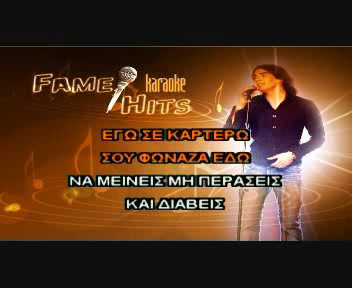 FAME karaoke
HITS
ΕΓΩ ΣΕ ΚΑΡΤΕΡΩ
ΣΟΥ ΦΩΝΑΖΑ ΕΔΩ
ΝΑ ΜΕΙΝΕΙΣ ΜΗ ΠΕΡΑΣΕΙΣ
ΚΑΙ ΔΙΑΒΕΙΣ